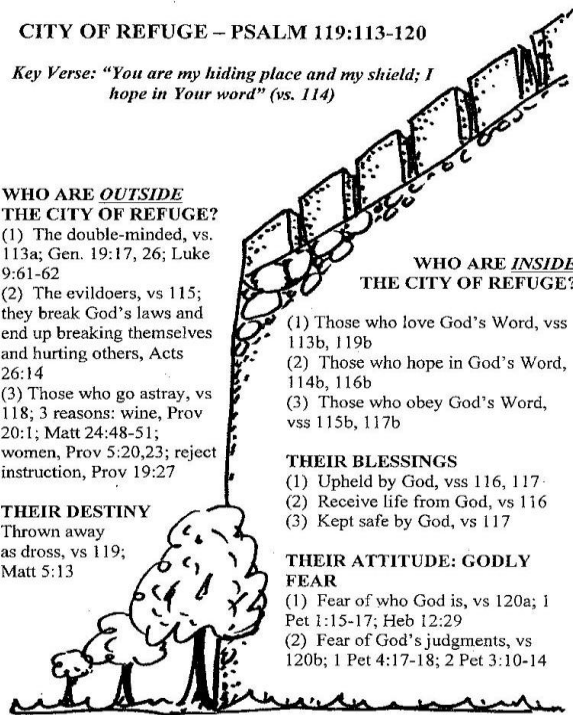 CITY OF REFUGE – PSALM 119:113-120
Key Verse: “You are my hiding place and my shield; I
hope in Your word” (vs. 114)
WHO ARE OUTSIDE
THE CITY OF REFUGE?
(1) The double-minded, vs.
113a; Gen. 19:17, 26; Luke
9:61-62
(2) The evildoers, vs 115;
they break God’s laws and
end up breaking themselves
and hurting others, Acts
26:14
(3) Those who go astray, vs
118; 3 reasons: wine, Prov
20:1; Matt 24:48-51;
women, Prov 5:20,23; reject
instruction, Prov 19:27
THEIR DESTINY
Thrown away
as dross, vs 119;
Matt 5:13
WHO ARE INSIDE
THE CITY OF REFUGE?
(1) Those who love God’s Word, vss
113b, 119b
(2) Those who hope in God’s Word,
114b, 116b
(3) Those who obey God’s Word,
vss 115b, 117b
THEIR BLESSINGS
(1) Upheld by God, vss 116, 117
(2) Receive life from God, vs 116
(3) Kept safe by God, vs 117
THEIR ATTITUDE: GODLY
FEAR
(1) Fear of who God is, vs 120a; 1
Pet 1:15-17; Heb 12:29
(2) Fear of God’s judgments, vs
120b; 1 Pet 4:17-18; 2 Pet 3:10-14